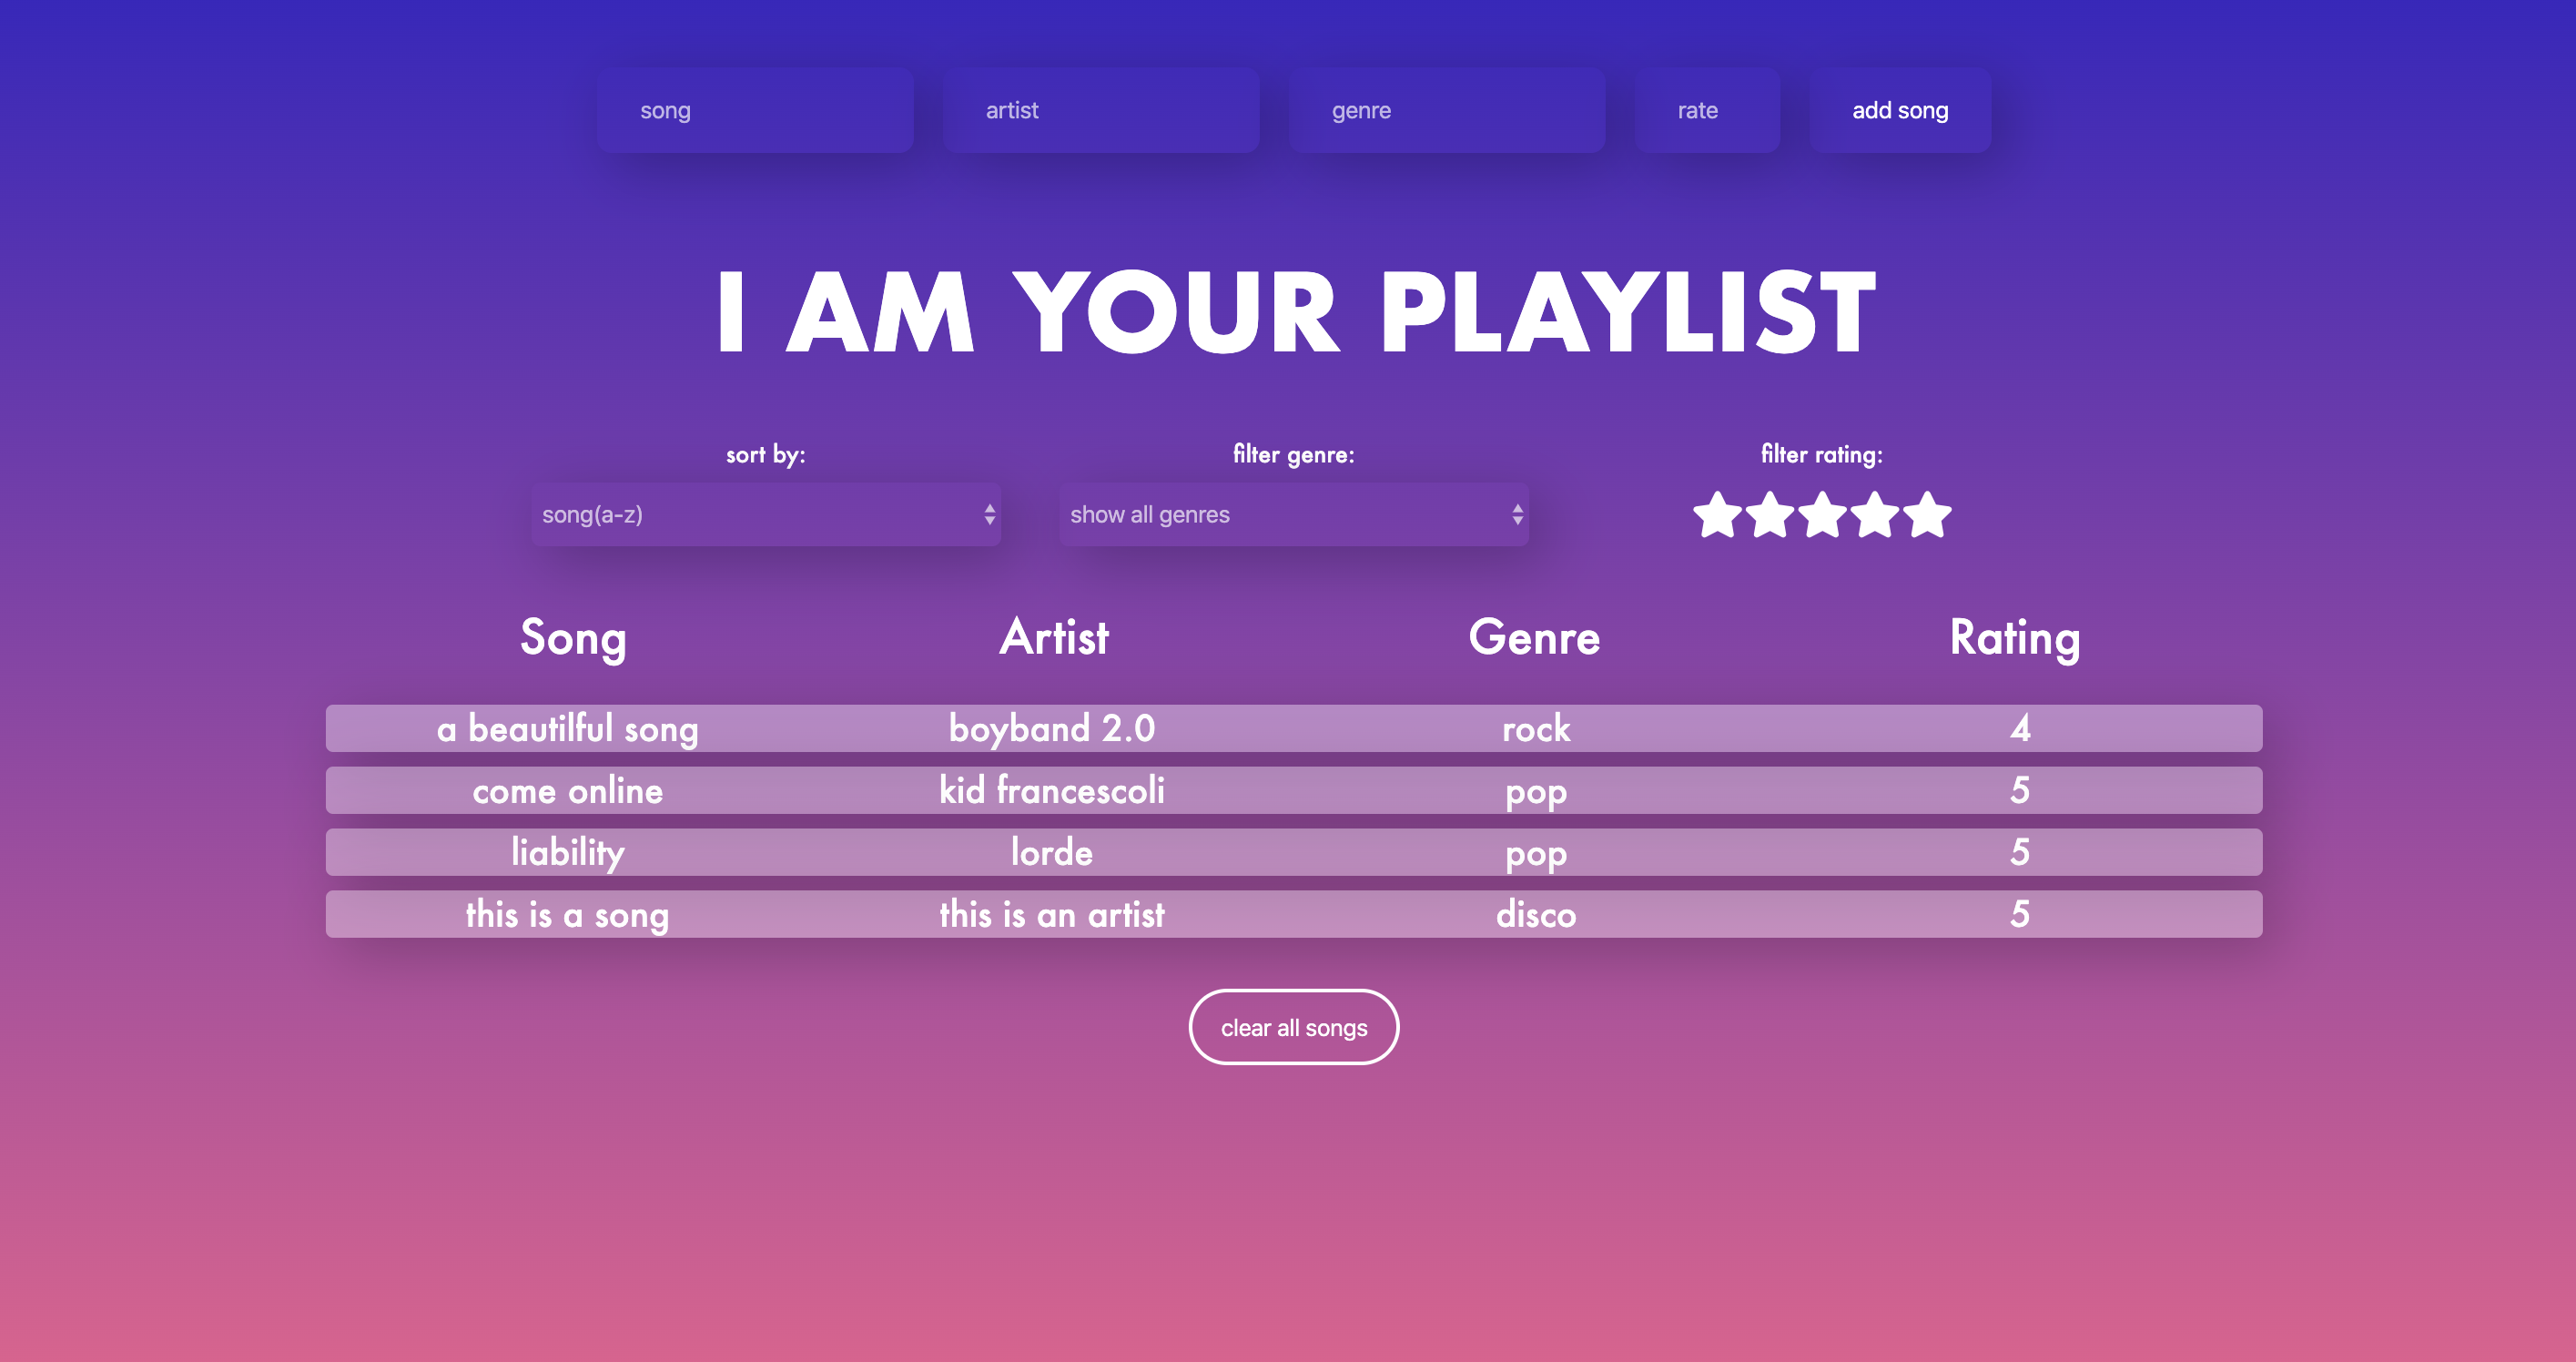 song artist genre rate add song
I AM YOUR PLAYLIST
sort by: filter genre: filter rating:
song(a-z) show all genres
Song Artist Genre Rating
a beautilful song boyband 2.0 rock 4
come online kid francescoli pop 5
liability lorde pop 5
this is a song this is an artist disco 5
clear all songs